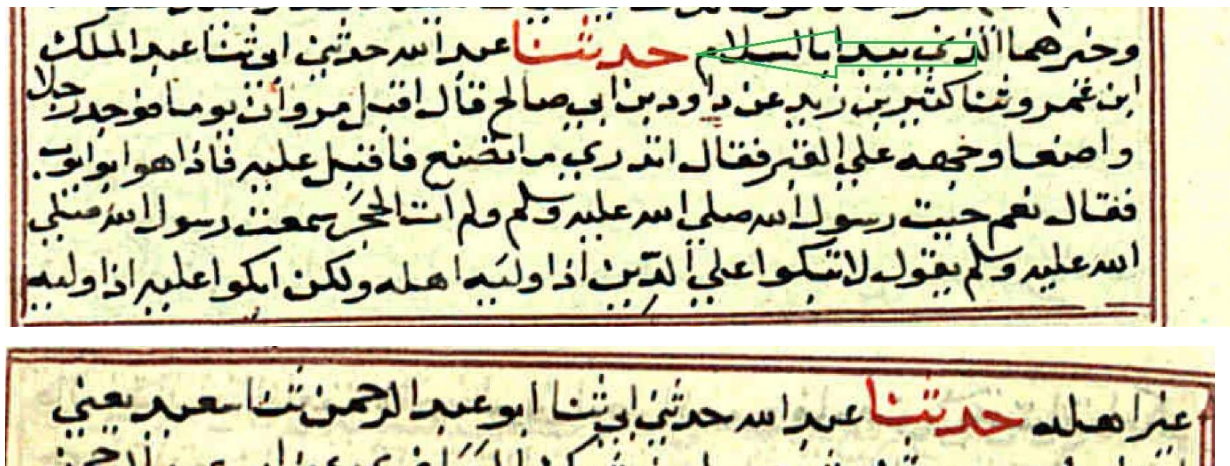 وخيرهما الذي يبدا بالسلام حدثنا عبد الله حدثني ابي ثنا عبد الملك
ابن عمرو ثنا كثير بن زيد عن داود بن ابي صالح قال اقبل مروان يوما فوجد رجلا
واضعا وجهه على القبر فقال اتدري ما تصنع فاقبل عليه فاذا هو ابو ايوب
فقال نعم جيت رسول الله صلى الله عليه وسلم ولم آت الحجر سمعت رسول الله صلى
الله عليه وسلم يقول لا تبكوا على الدين اذا وليه اهله ولكن ابكوا عليه اذا وليه
غير اهله حدثنا عبد الله حدثني ابي ثنا ابو عبد الرحمن ثنا سعيد يعني